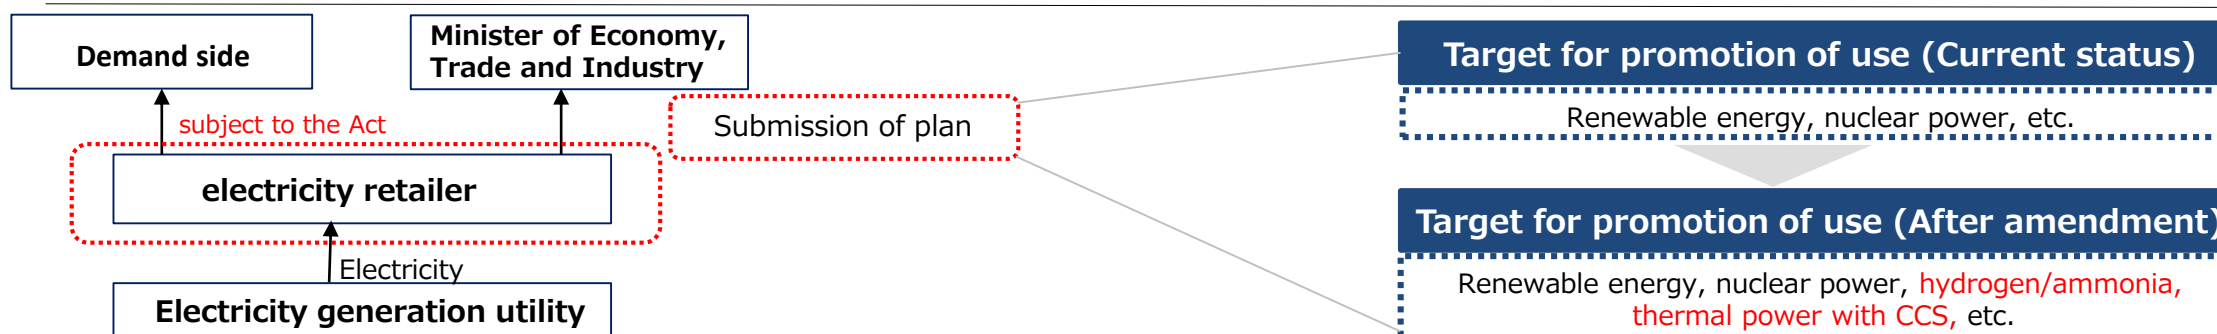 Demand side
Minister of Economy,
Trade and Industry
subject to the Act
Submission of plan
electricity retailer
Electricity
Electricity generation utility
Target for promotion of use (Current status)
Renewable energy, nuclear power, etc.
Target for promotion of use (After amendment)
Renewable energy, nuclear power, hydrogen/ammonia,
thermal power with CCS, etc.